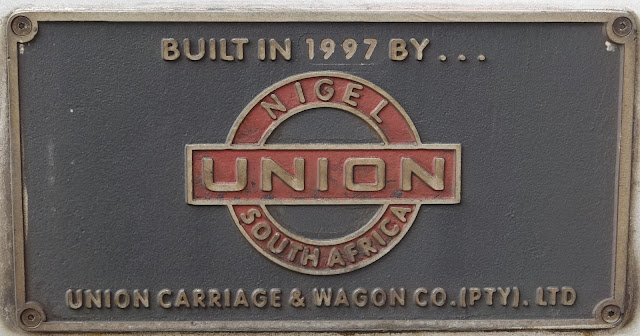 BUILT IN 1997 BY...
NIGEL
UNION
SOUTH AFRICA
UNION CARRIAGE & WAGON CO.(PTY). LTD